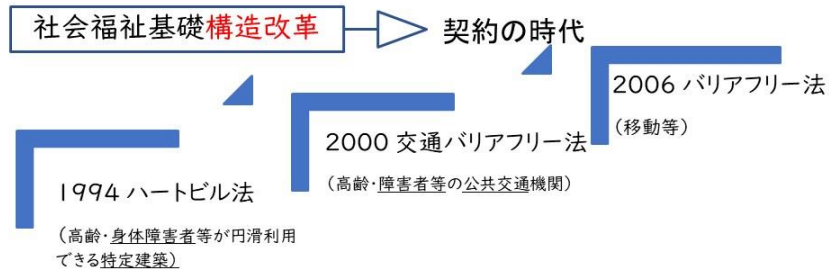 社会福祉基礎構造改革
契約の時代
2006 バリアフリー法
(移動等)
2000 交通バリアフリー法
(高齢・障害者等の公共交通機関)
1994 ハートビル法
(高齢・身体障害者等が円滑利用
できる特定建築)